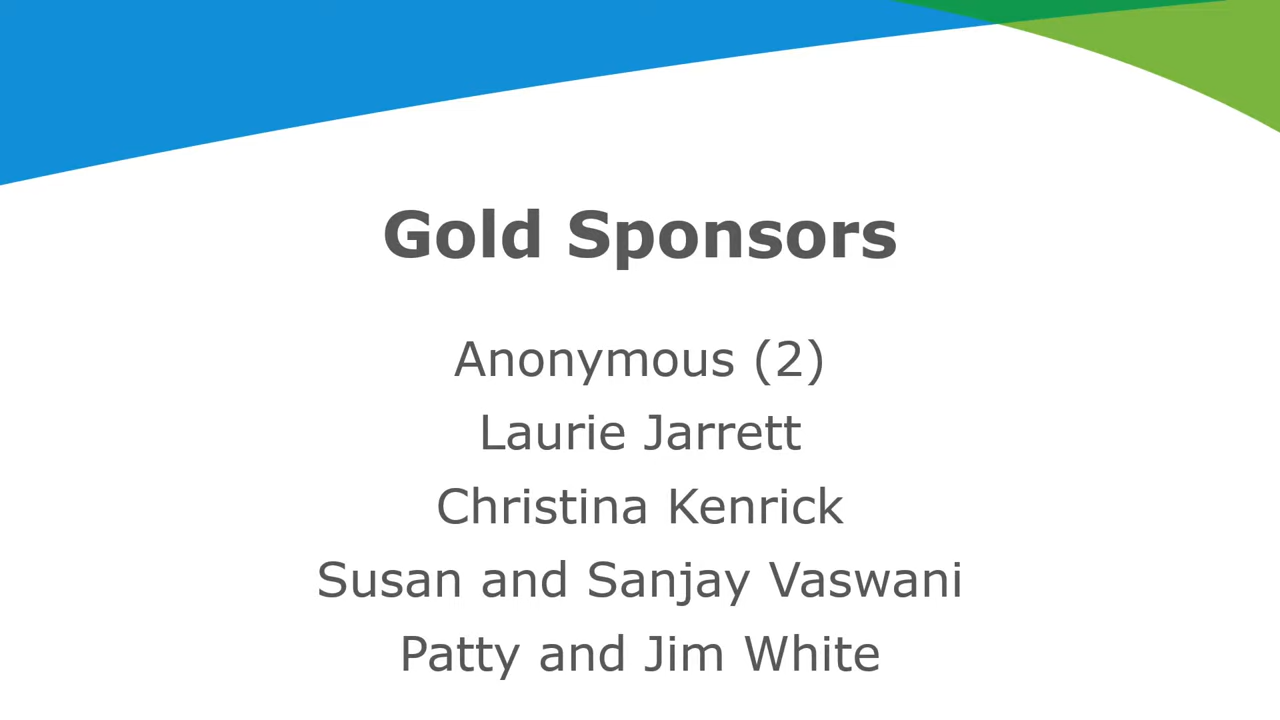 Gold Sponsors
Anonymous (2)
Laurie Jarrett
Christina Kenrick
Susan and Sanjay Vaswani
Patty and Jim White